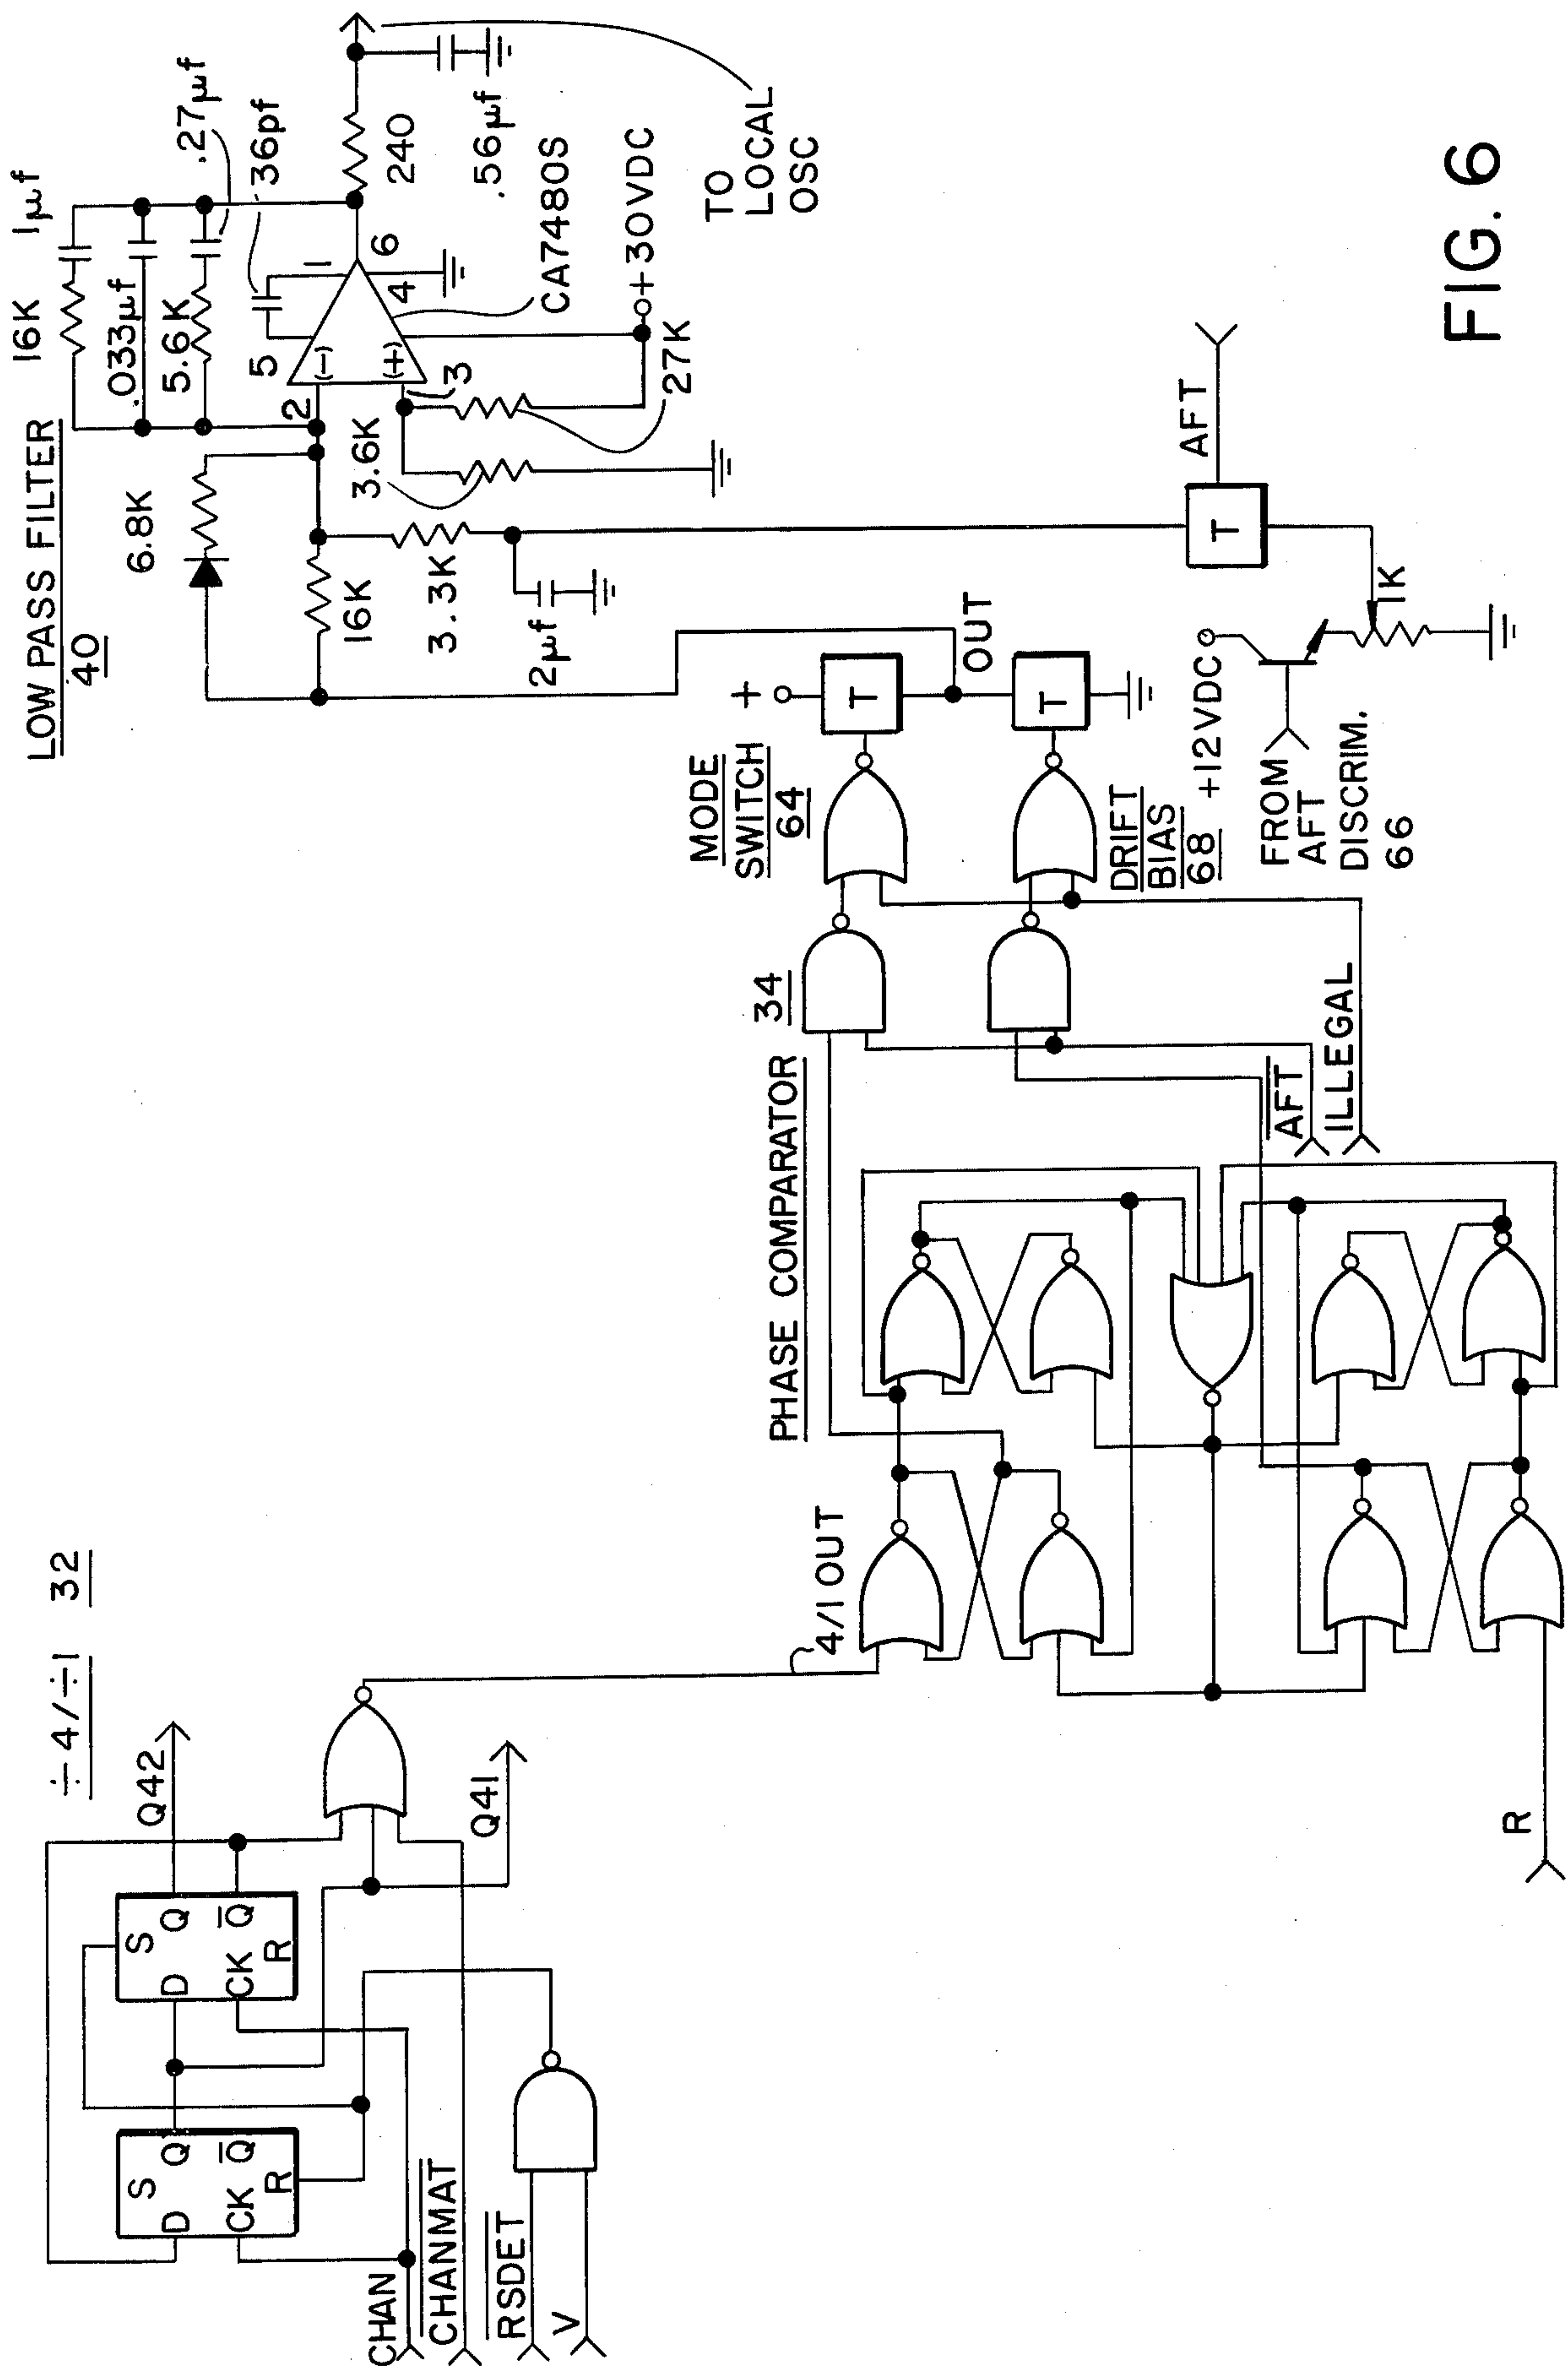 LOW PASS FILTER
40
16K
1µf
.033µf
.27µf
5.6K
36pf
6.8K
5
1
2
(−)
(+)
6
4
3
240
.56µf
CA7480S
+30VDC
27K
3.6K
16K
3.3K
2µf
TO
LOCAL
OSC
÷4/÷1 32
Q42
S
D Q
CK Q̅
R
S
D Q
CK Q̅
R
Q41
CHAN
C̅H̅A̅N̅M̅A̅T̅
R̅S̅D̅E̅T̅
V
4/1 OUT
PHASE COMPARATOR
34
MODE
SWITCH
64
+
T
OUT
T
DRIFT
BIAS
68
+12VDC
FROM
AFT
DISCRIM.
66
1K
T
AFT
A̅F̅T̅
ILLEGAL
R
FIG. 6